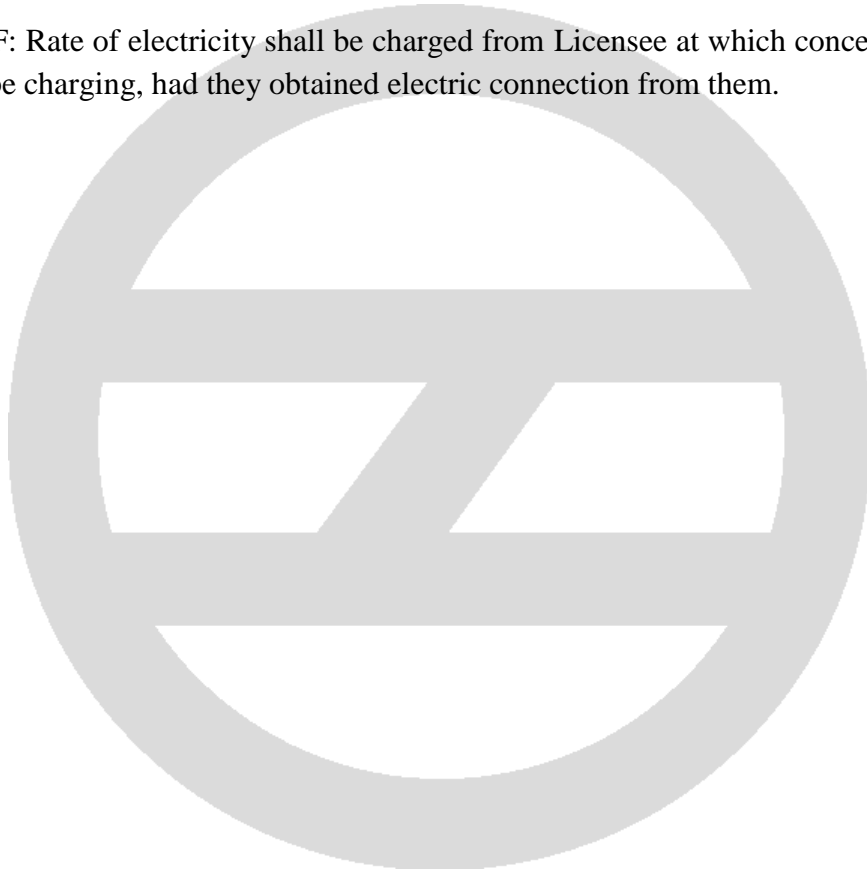 F: Rate of electricity shall be charged from Licensee at which conce
be charging, had they obtained electric connection from them.